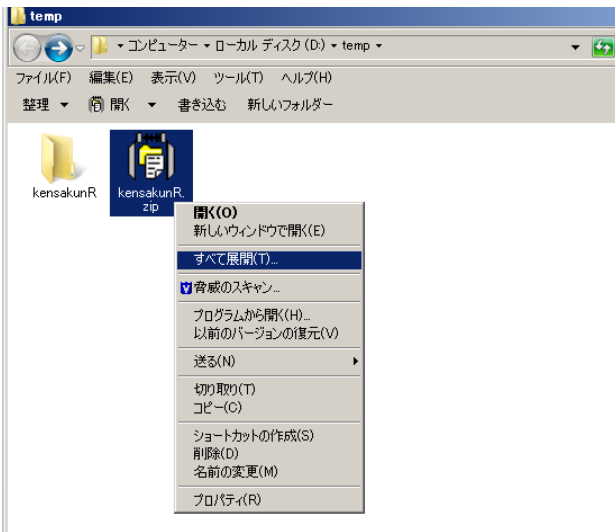 temp
コンピューター ローカル ディスク (D:) temp
ファイル(F) 編集(E) 表示(V) ツール(T) ヘルプ(H)
整理 開く 書き込む 新しいフォルダー
kensakunR
kensakunR.
zip
開く(O)
新しいウィンドウで開く(E)
すべて展開(T)...
脅威のスキャン...
プログラムから開く(H)...
以前のバージョンの復元(V)
送る(N)
切り取り(T)
コピー(C)
ショートカットの作成(S)
削除(D)
名前の変更(M)
プロパティ(R)